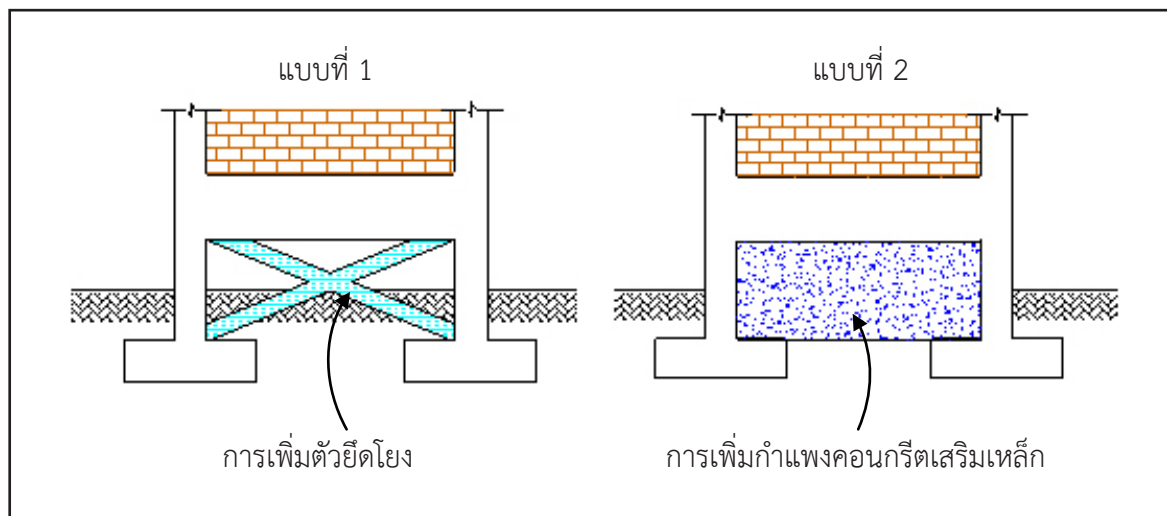 แบบที่ 1
แบบที่ 2
การเพิ่มตัวยึดโยง
การเพิ่มกำแพงคอนกรีตเสริมเหล็ก